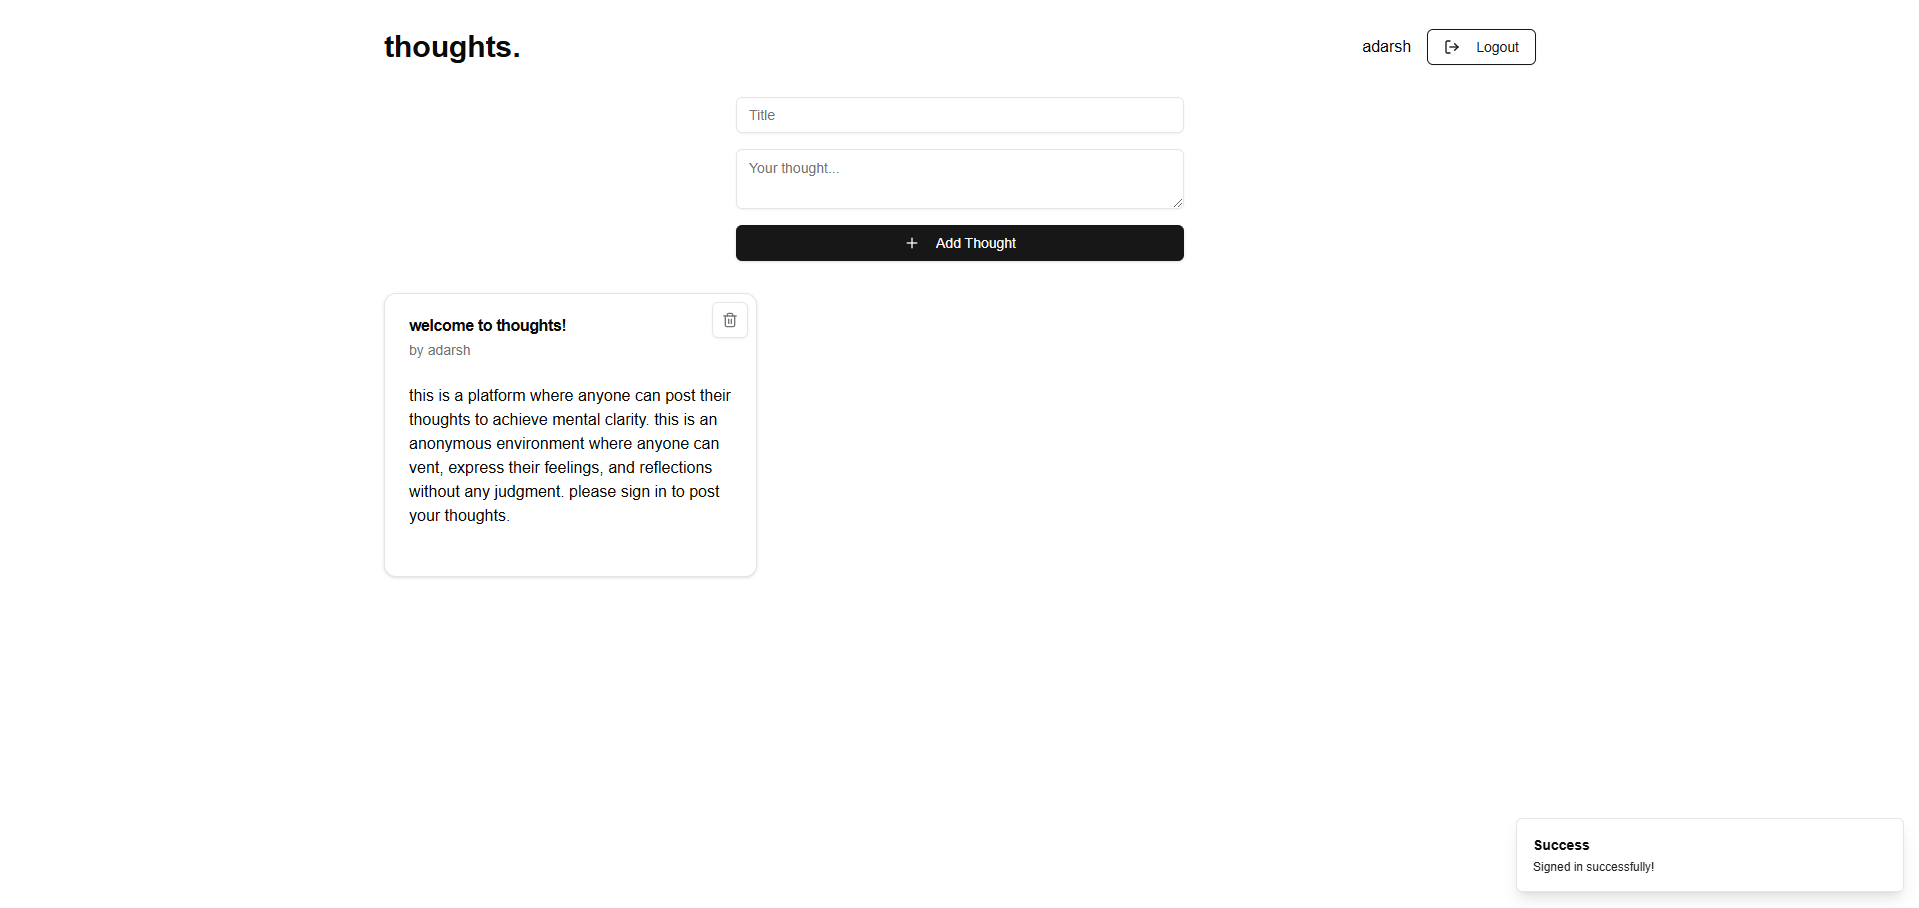 thoughts.
adarsh
Logout
Title
Your thought...
Add Thought
welcome to thoughts!
by adarsh
this is a platform where anyone can post their
thoughts to achieve mental clarity. this is an
anonymous environment where anyone can
vent, express their feelings, and reflections
without any judgment. please sign in to post
your thoughts.
Success
Signed in successfully!